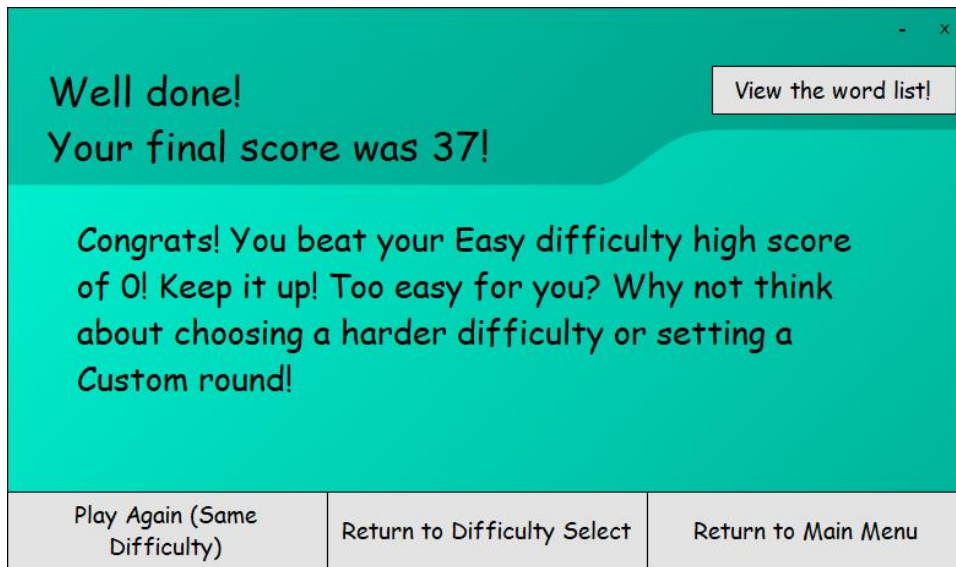 - x
Well done!
View the word list!
Your final score was 37!
Congrats! You beat your Easy difficulty high score
of 0! Keep it up! Too easy for you? Why not think
about choosing a harder difficulty or setting a
Custom round!
Play Again (Same
Difficulty)
Return to Difficulty Select
Return to Main Menu